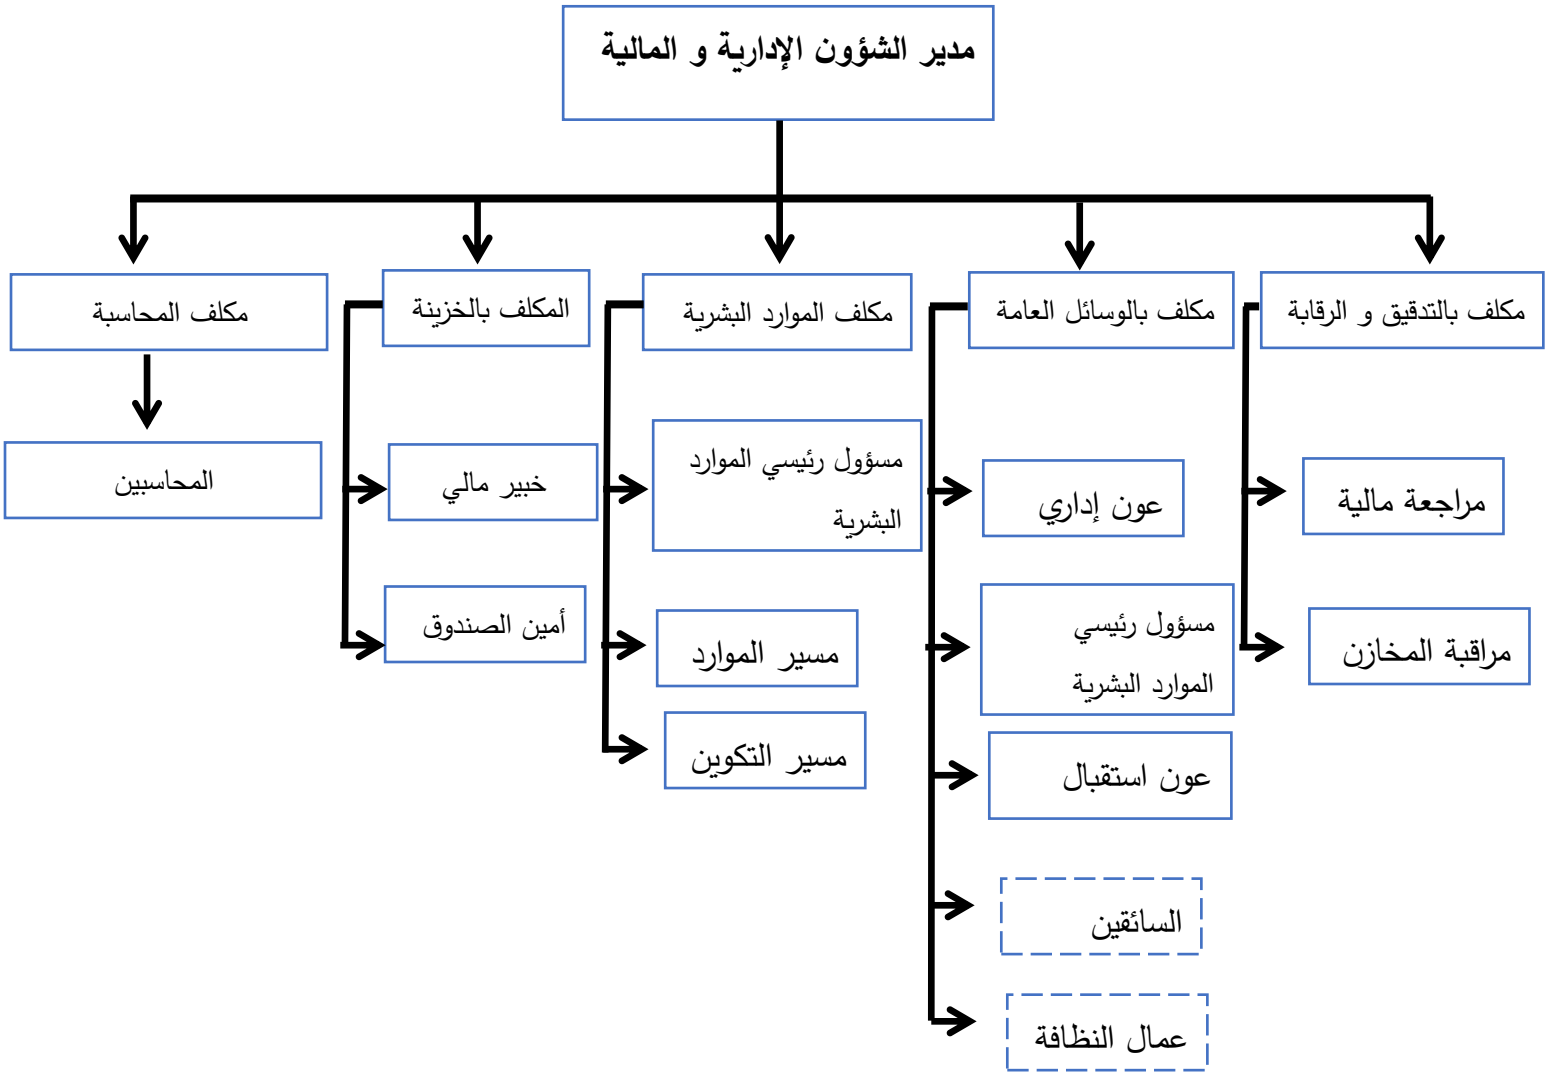 مدير الشؤون الإدارية و المالية
مكلف بالتدقيق و الرقابة
مكلف بالوسائل العامة
مكلف الموارد البشرية
المكلف بالخزينة
مكلف المحاسبة
مراجعة مالية
مراقبة المخازن
عون إداري
مسؤول رئيسي
الموارد البشرية
عون استقبال
السائقين
عمال النظافة
مسؤول رئيسي الموارد
البشرية
مسير الموارد
مسير التكوين
خبير مالي
أمين الصندوق
المحاسبين